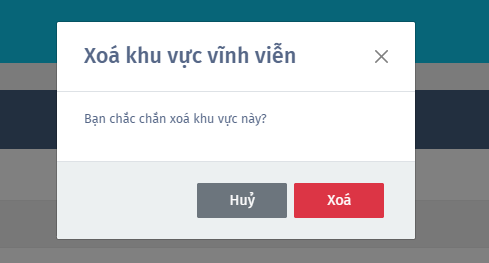 Xoá khu vực vĩnh viễn
Bạn chắc chắn xoá khu vực này?
Huỷ
Xoá